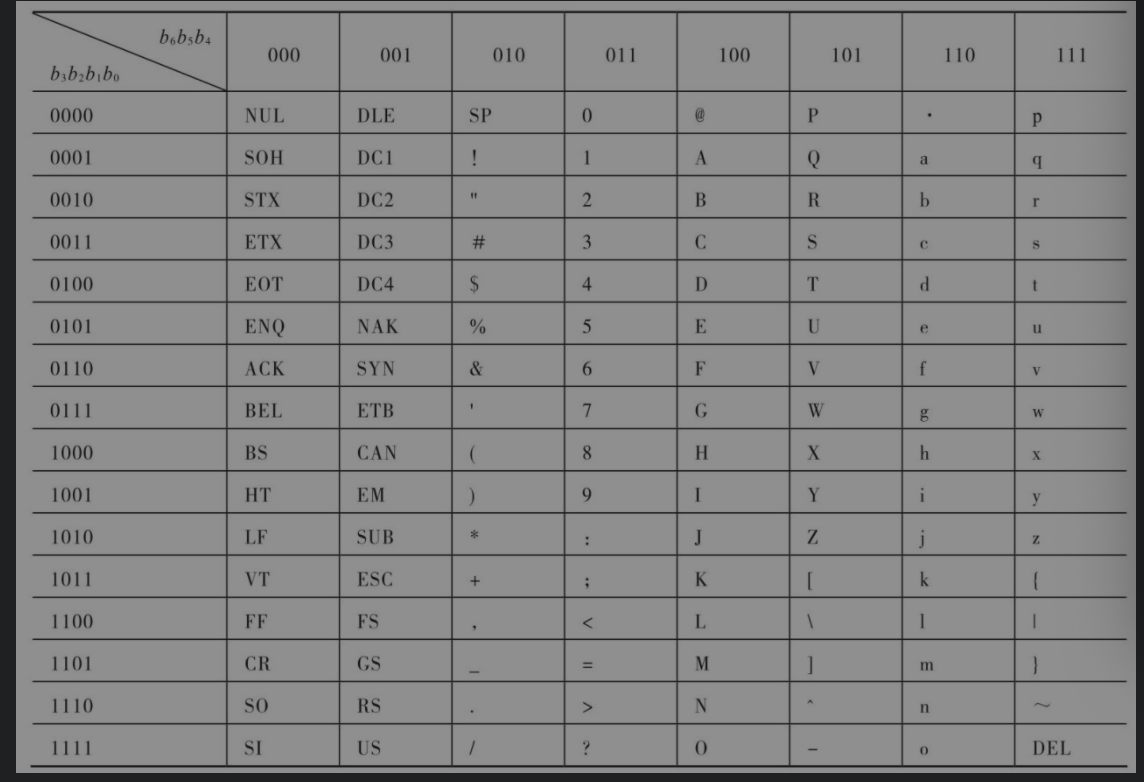 b₆b₅b₄
b₃b₂b₁b₀ 000 001 010 011 100 101 110 111
0000 NUL DLE SP 0 @ P · p
0001 SOH DC1 ! 1 A Q a q
0010 STX DC2 " 2 B R b r
0011 ETX DC3 # 3 C S c s
0100 EOT DC4 $ 4 D T d t
0101 ENQ NAK % 5 E U e u
0110 ACK SYN & 6 F V f v
0111 BEL ETB ' 7 G W g w
1000 BS CAN ( 8 H X h x
1001 HT EM ) 9 I Y i y
1010 LF SUB * : J Z j z
1011 VT ESC + ; K [ k {
1100 FF FS , < L \ l |
1101 CR GS _ = M ] m }
1110 SO RS . > N ^ n ~
1111 SI US / ? O – o DEL